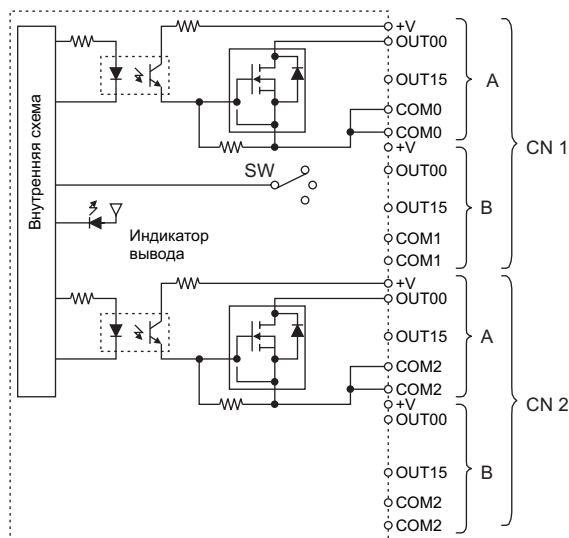 Внутренняя схема
+V
OUT00
OUT15
COM0
COM0
A
+V
OUT00
OUT15
COM1
COM1
B
CN 1
SW
Индикатор
вывода
+V
OUT00
OUT15
COM2
COM2
A
+V
OUT00
OUT15
COM2
COM2
B
CN 2